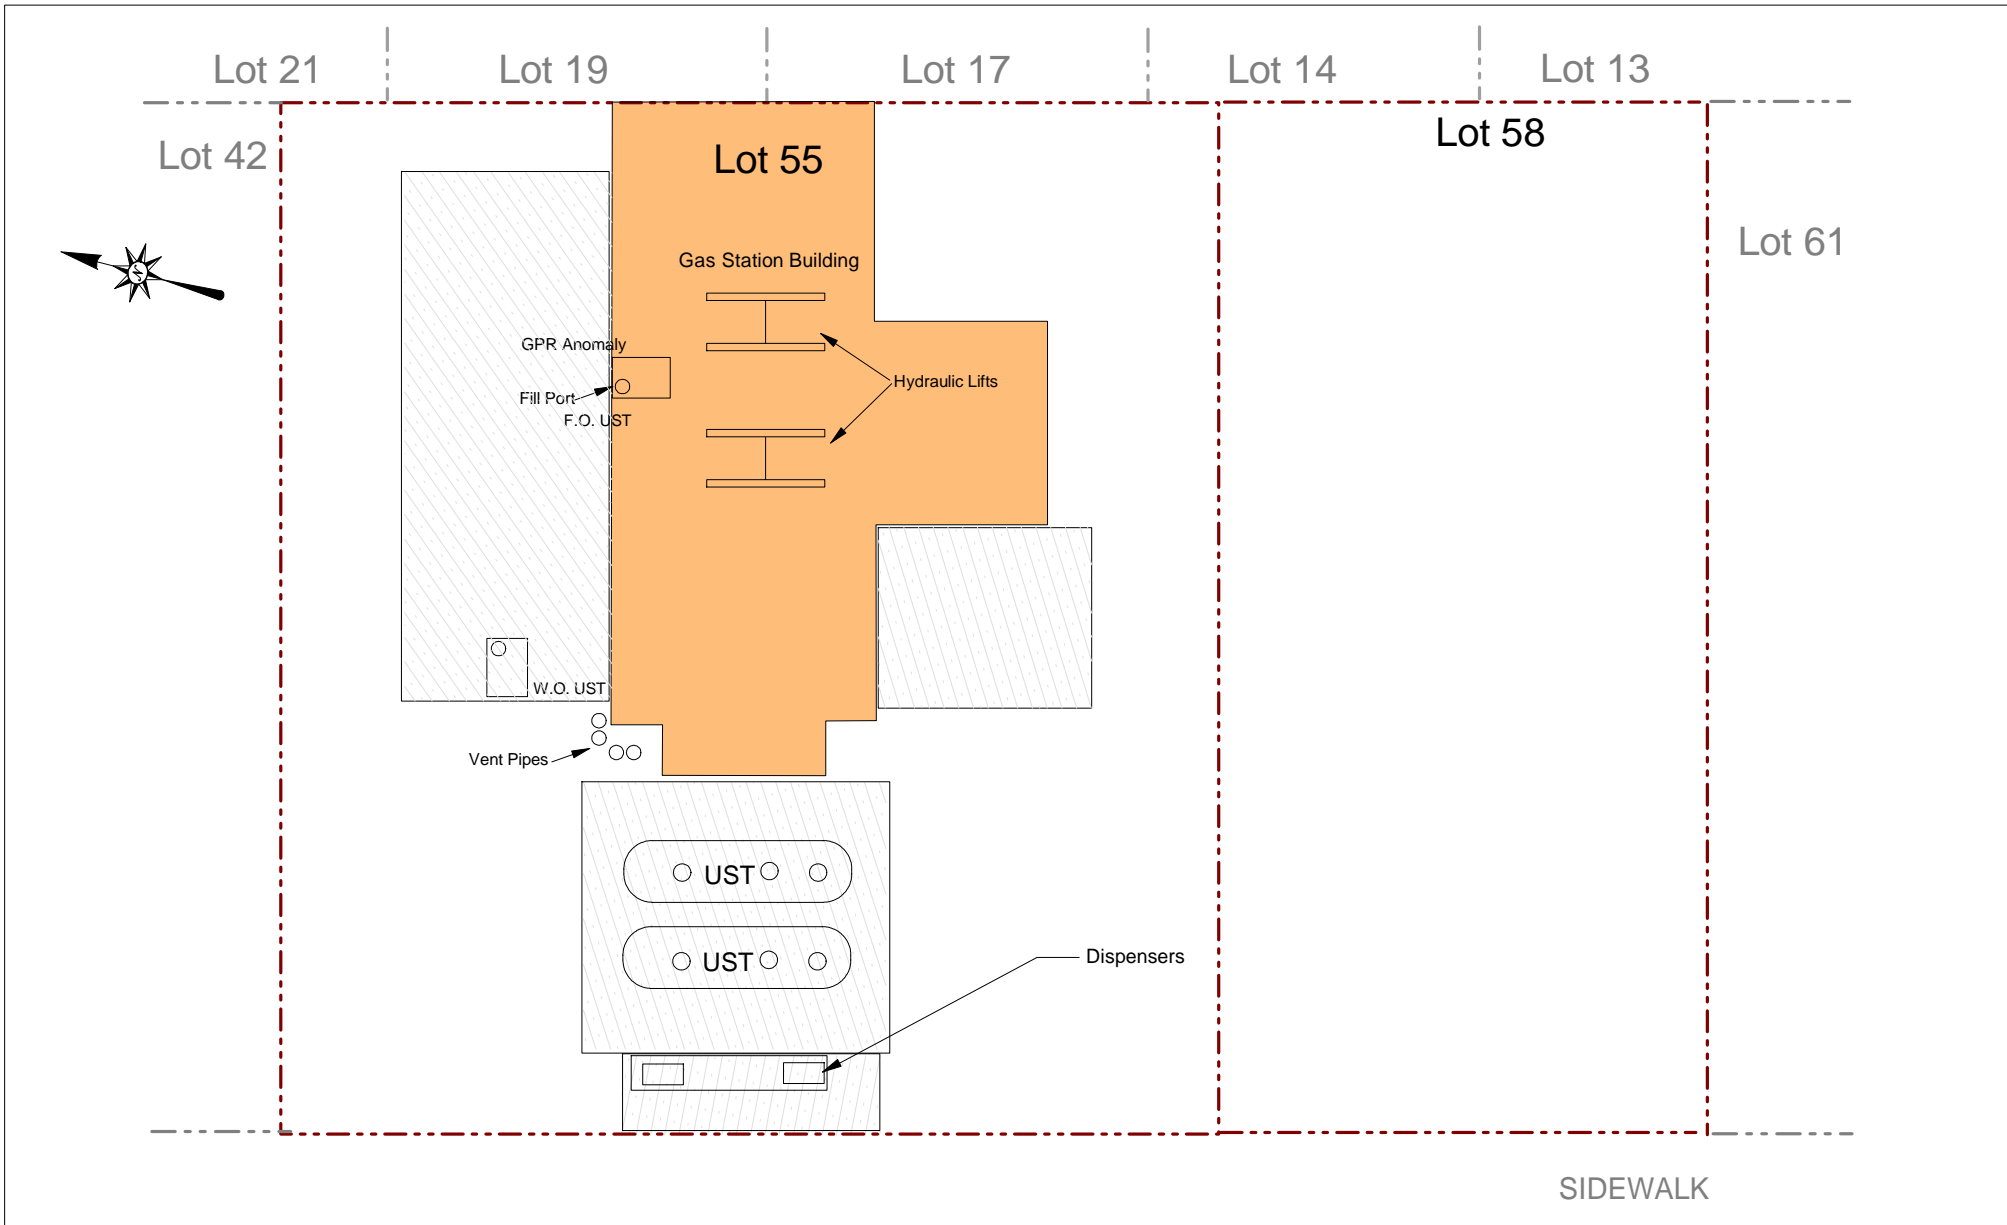 Lot 21
Lot 19
Lot 17
Lot 14
Lot 13
Lot 42
Lot 55
Lot 58
Lot 61
Gas Station Building
N
GPR Anomaly
Hydraulic Lifts
Fill Port
F.O. UST
W.O. UST
Vent Pipes
UST
UST
Dispensers
SIDEWALK